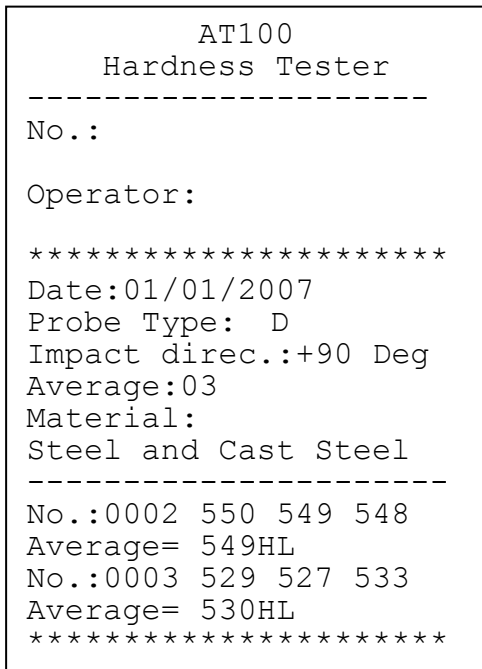 AT100
Hardness Tester
---------------------
No.:
Operator:
**********************
Date:01/01/2007
Probe Type:  D
Impact direc.:+90 Deg
Average:03
Material:
Steel and Cast Steel
----------------------
No.:0002 550 549 548
Average= 549HL
No.:0003 529 527 533
Average= 530HL
**********************